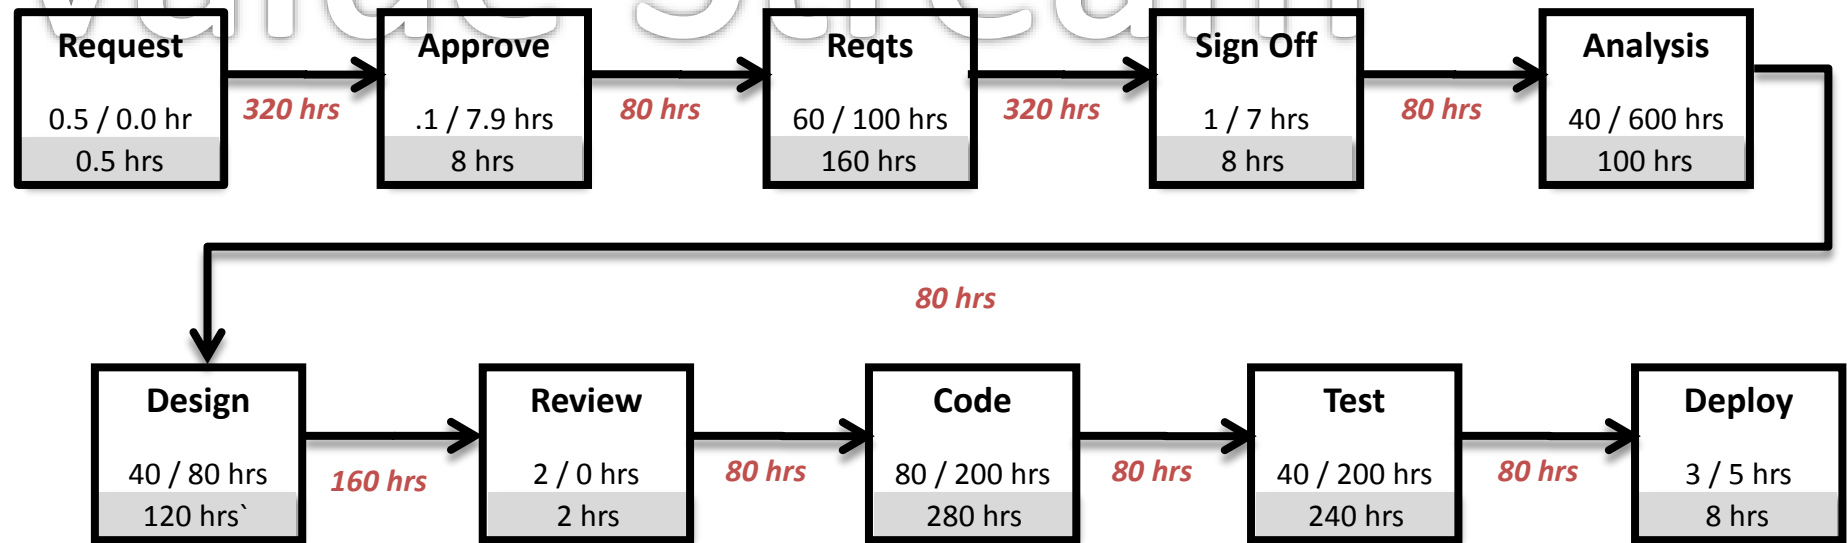 Value Stream
Request
0.5 / 0.0 hr
0.5 hrs
320 hrs
Approve
.1 / 7.9 hrs
8 hrs
80 hrs
Reqts
60 / 100 hrs
160 hrs
320 hrs
Sign Off
1 / 7 hrs
8 hrs
80 hrs
Analysis
40 / 600 hrs
100 hrs
80 hrs
Design
40 / 80 hrs
120 hrs`
160 hrs
Review
2 / 0 hrs
2 hrs
80 hrs
Code
80 / 200 hrs
280 hrs
80 hrs
Test
40 / 200 hrs
240 hrs
80 hrs
Deploy
3 / 5 hrs
8 hrs